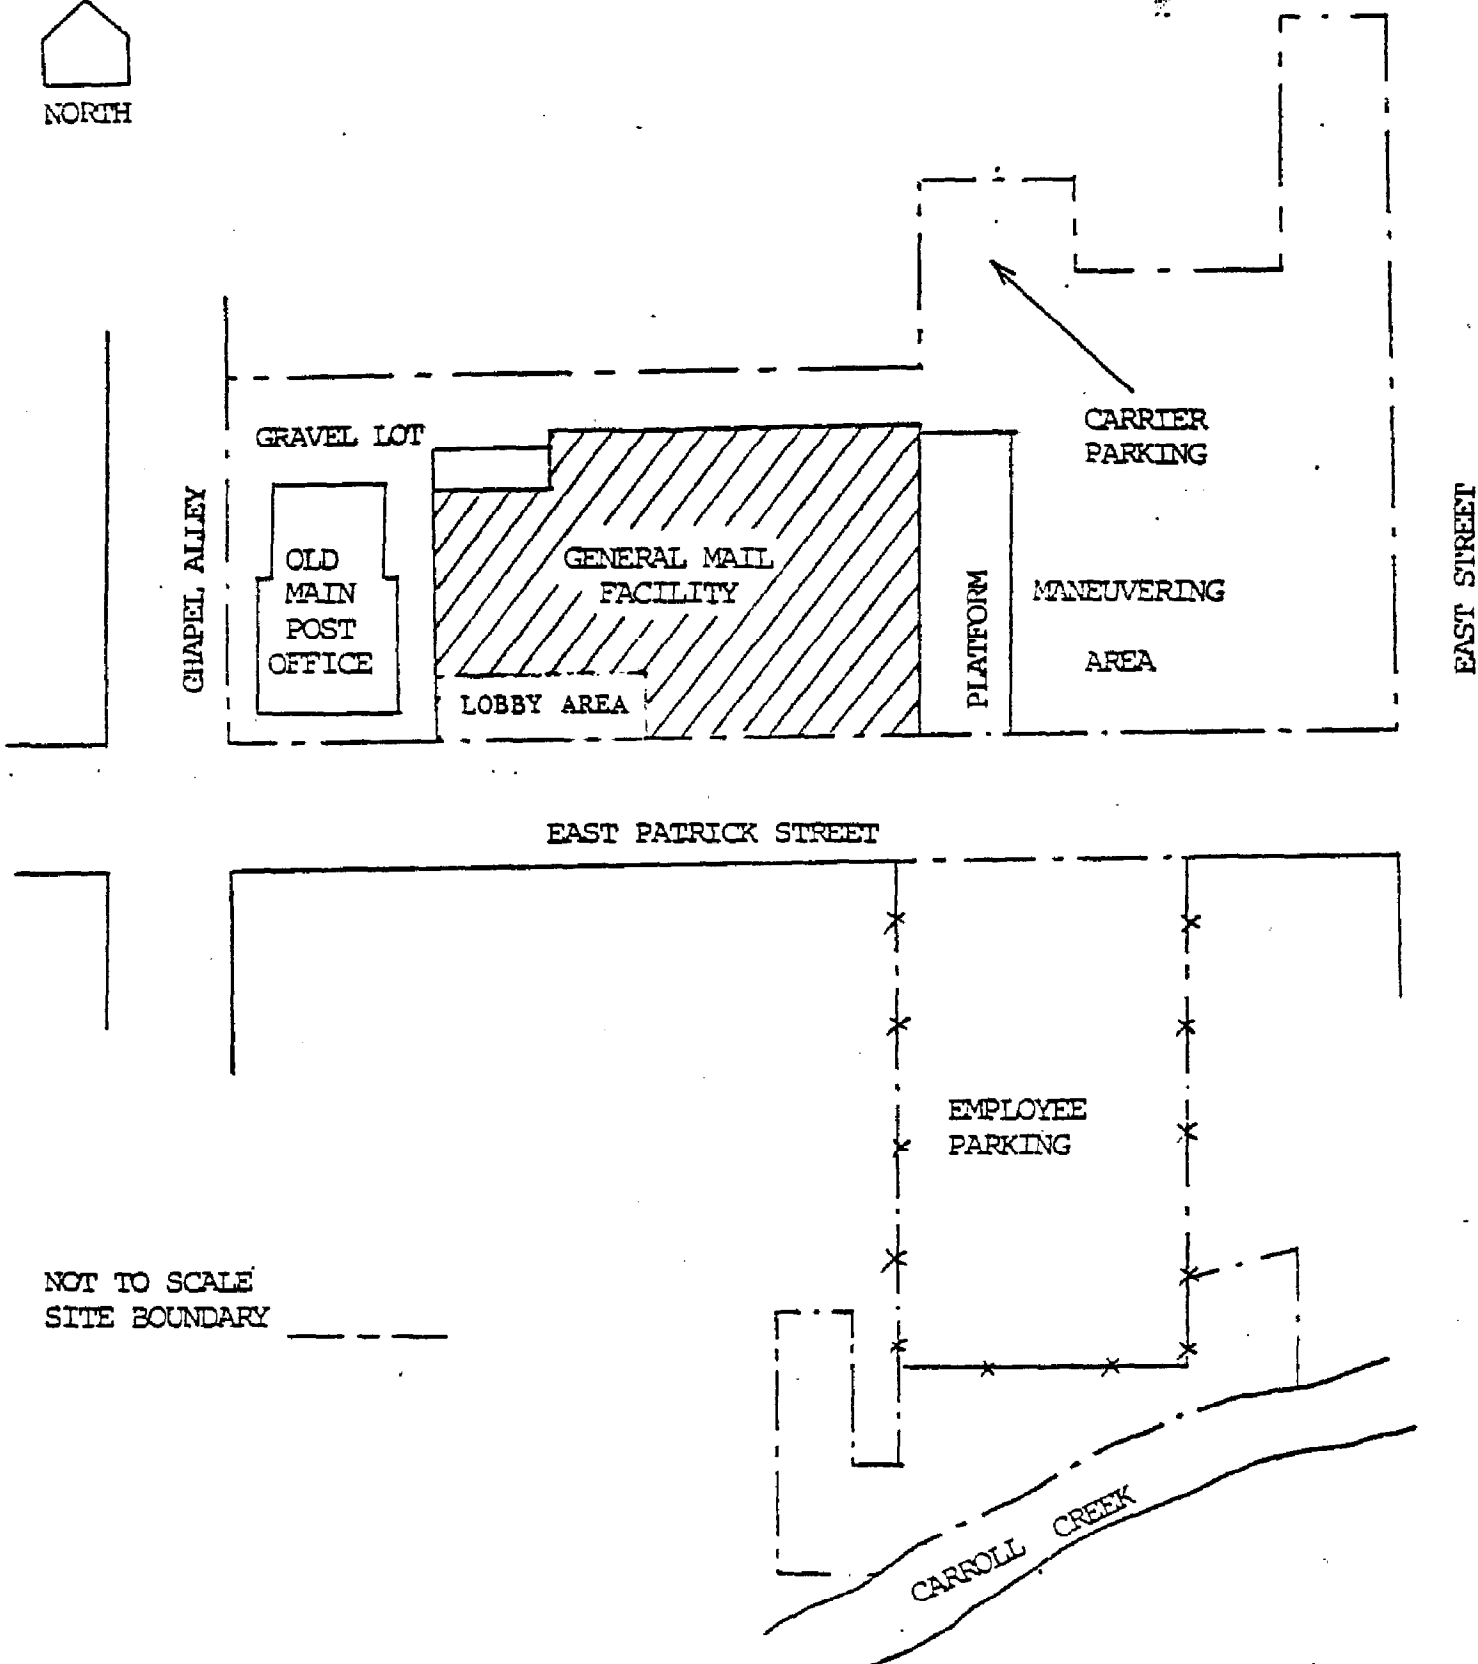 NORTH
CARRIER
PARKING
GRAVEL LOT
EAST STREET
CHAPEL ALLEY
OLD
MAIN
POST
OFFICE
GENERAL MAIL
FACILITY
PLATFORM
MANEUVERING
AREA
LOBBY AREA
EAST PATRICK STREET
EMPLOYEE
PARKING
NOT TO SCALE
SITE BOUNDARY
CARROLL CREEK